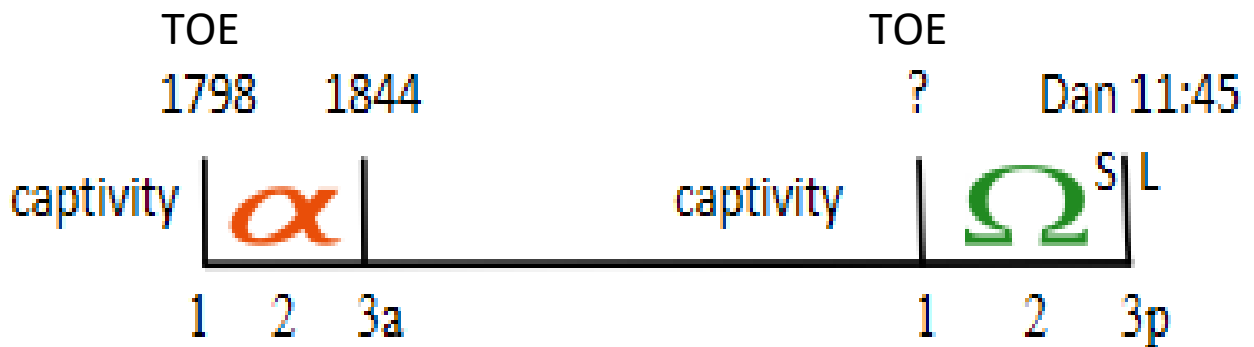 TOE TOE
1798 1844 ? Dan 11:45
captivity α captivity Ω S L
1 2 3a 1 2 3p